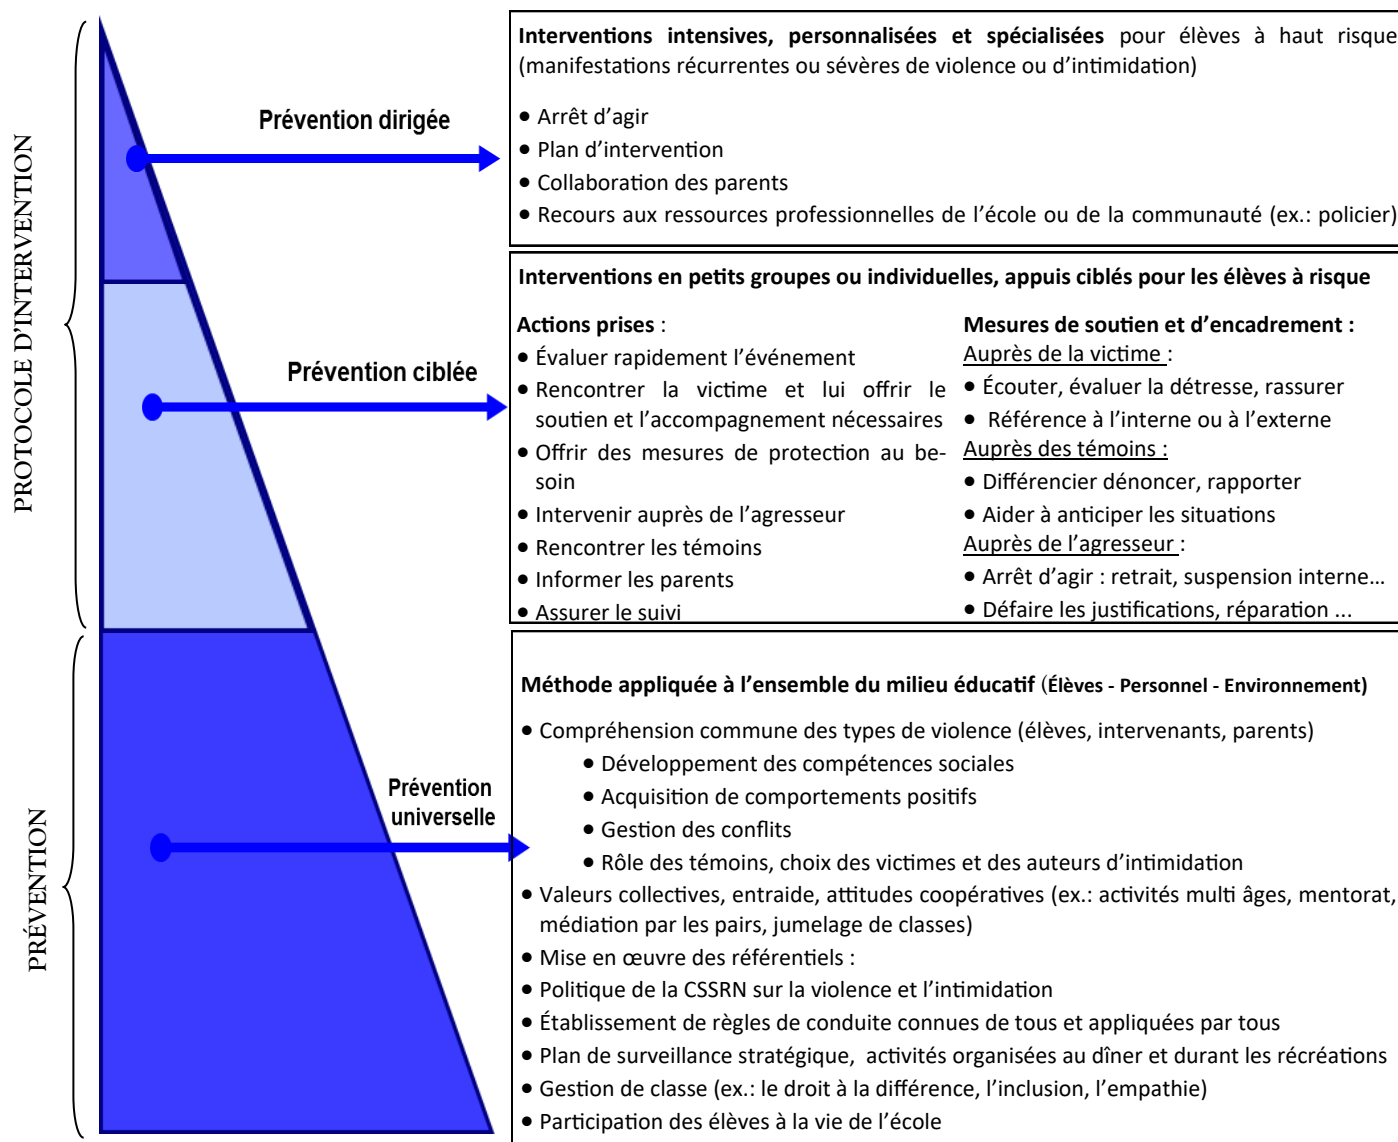 PROTOCOLE D'INTERVENTION
Prévention dirigée
Interventions intensives, personnalisées et spécialisées pour élèves à haut risque
(manifestations récurrentes ou sévères de violence ou d'intimidation)
• Arrêt d'agir
• Plan d'intervention
• Collaboration des parents
• Recours aux ressources professionnelles de l'école ou de la communauté (ex.: policier)
Prévention ciblée
Interventions en petits groupes ou individuelles, appuis ciblés pour les élèves à risque
Actions prises :
• Évaluer rapidement l'événement
• Rencontrer la victime et lui offrir le
soutien et l'accompagnement nécessaires
• Offrir des mesures de protection au be-
soin
• Intervenir auprès de l'agresseur
• Rencontrer les témoins
• Informer les parents
• Assurer le suivi
Mesures de soutien et d'encadrement :
Auprès de la victime :
• Écouter, évaluer la détresse, rassurer
• Référence à l'interne ou à l'externe
Auprès des témoins :
• Différencier dénoncer, rapporter
• Aider à anticiper les situations
Auprès de l'agresseur :
• Arrêt d'agir : retrait, suspension interne...
• Défaire les justifications, réparation ...
PRÉVENTION
Prévention
universelle
Méthode appliquée à l'ensemble du milieu éducatif (Élèves - Personnel - Environnement)
• Compréhension commune des types de violence (élèves, intervenants, parents)
• Développement des compétences sociales
• Acquisition de comportements positifs
• Gestion des conflits
• Rôle des témoins, choix des victimes et des auteurs d'intimidation
• Valeurs collectives, entraide, attitudes coopératives (ex.: activités multi âges, mentorat,
médiation par les pairs, jumelage de classes)
• Mise en œuvre des référentiels :
• Politique de la CSSRN sur la violence et l'intimidation
• Établissement de règles de conduite connues de tous et appliquées par tous
• Plan de surveillance stratégique, activités organisées au dîner et durant les récréations
• Gestion de classe (ex.: le droit à la différence, l'inclusion, l'empathie)
• Participation des élèves à la vie de l'école